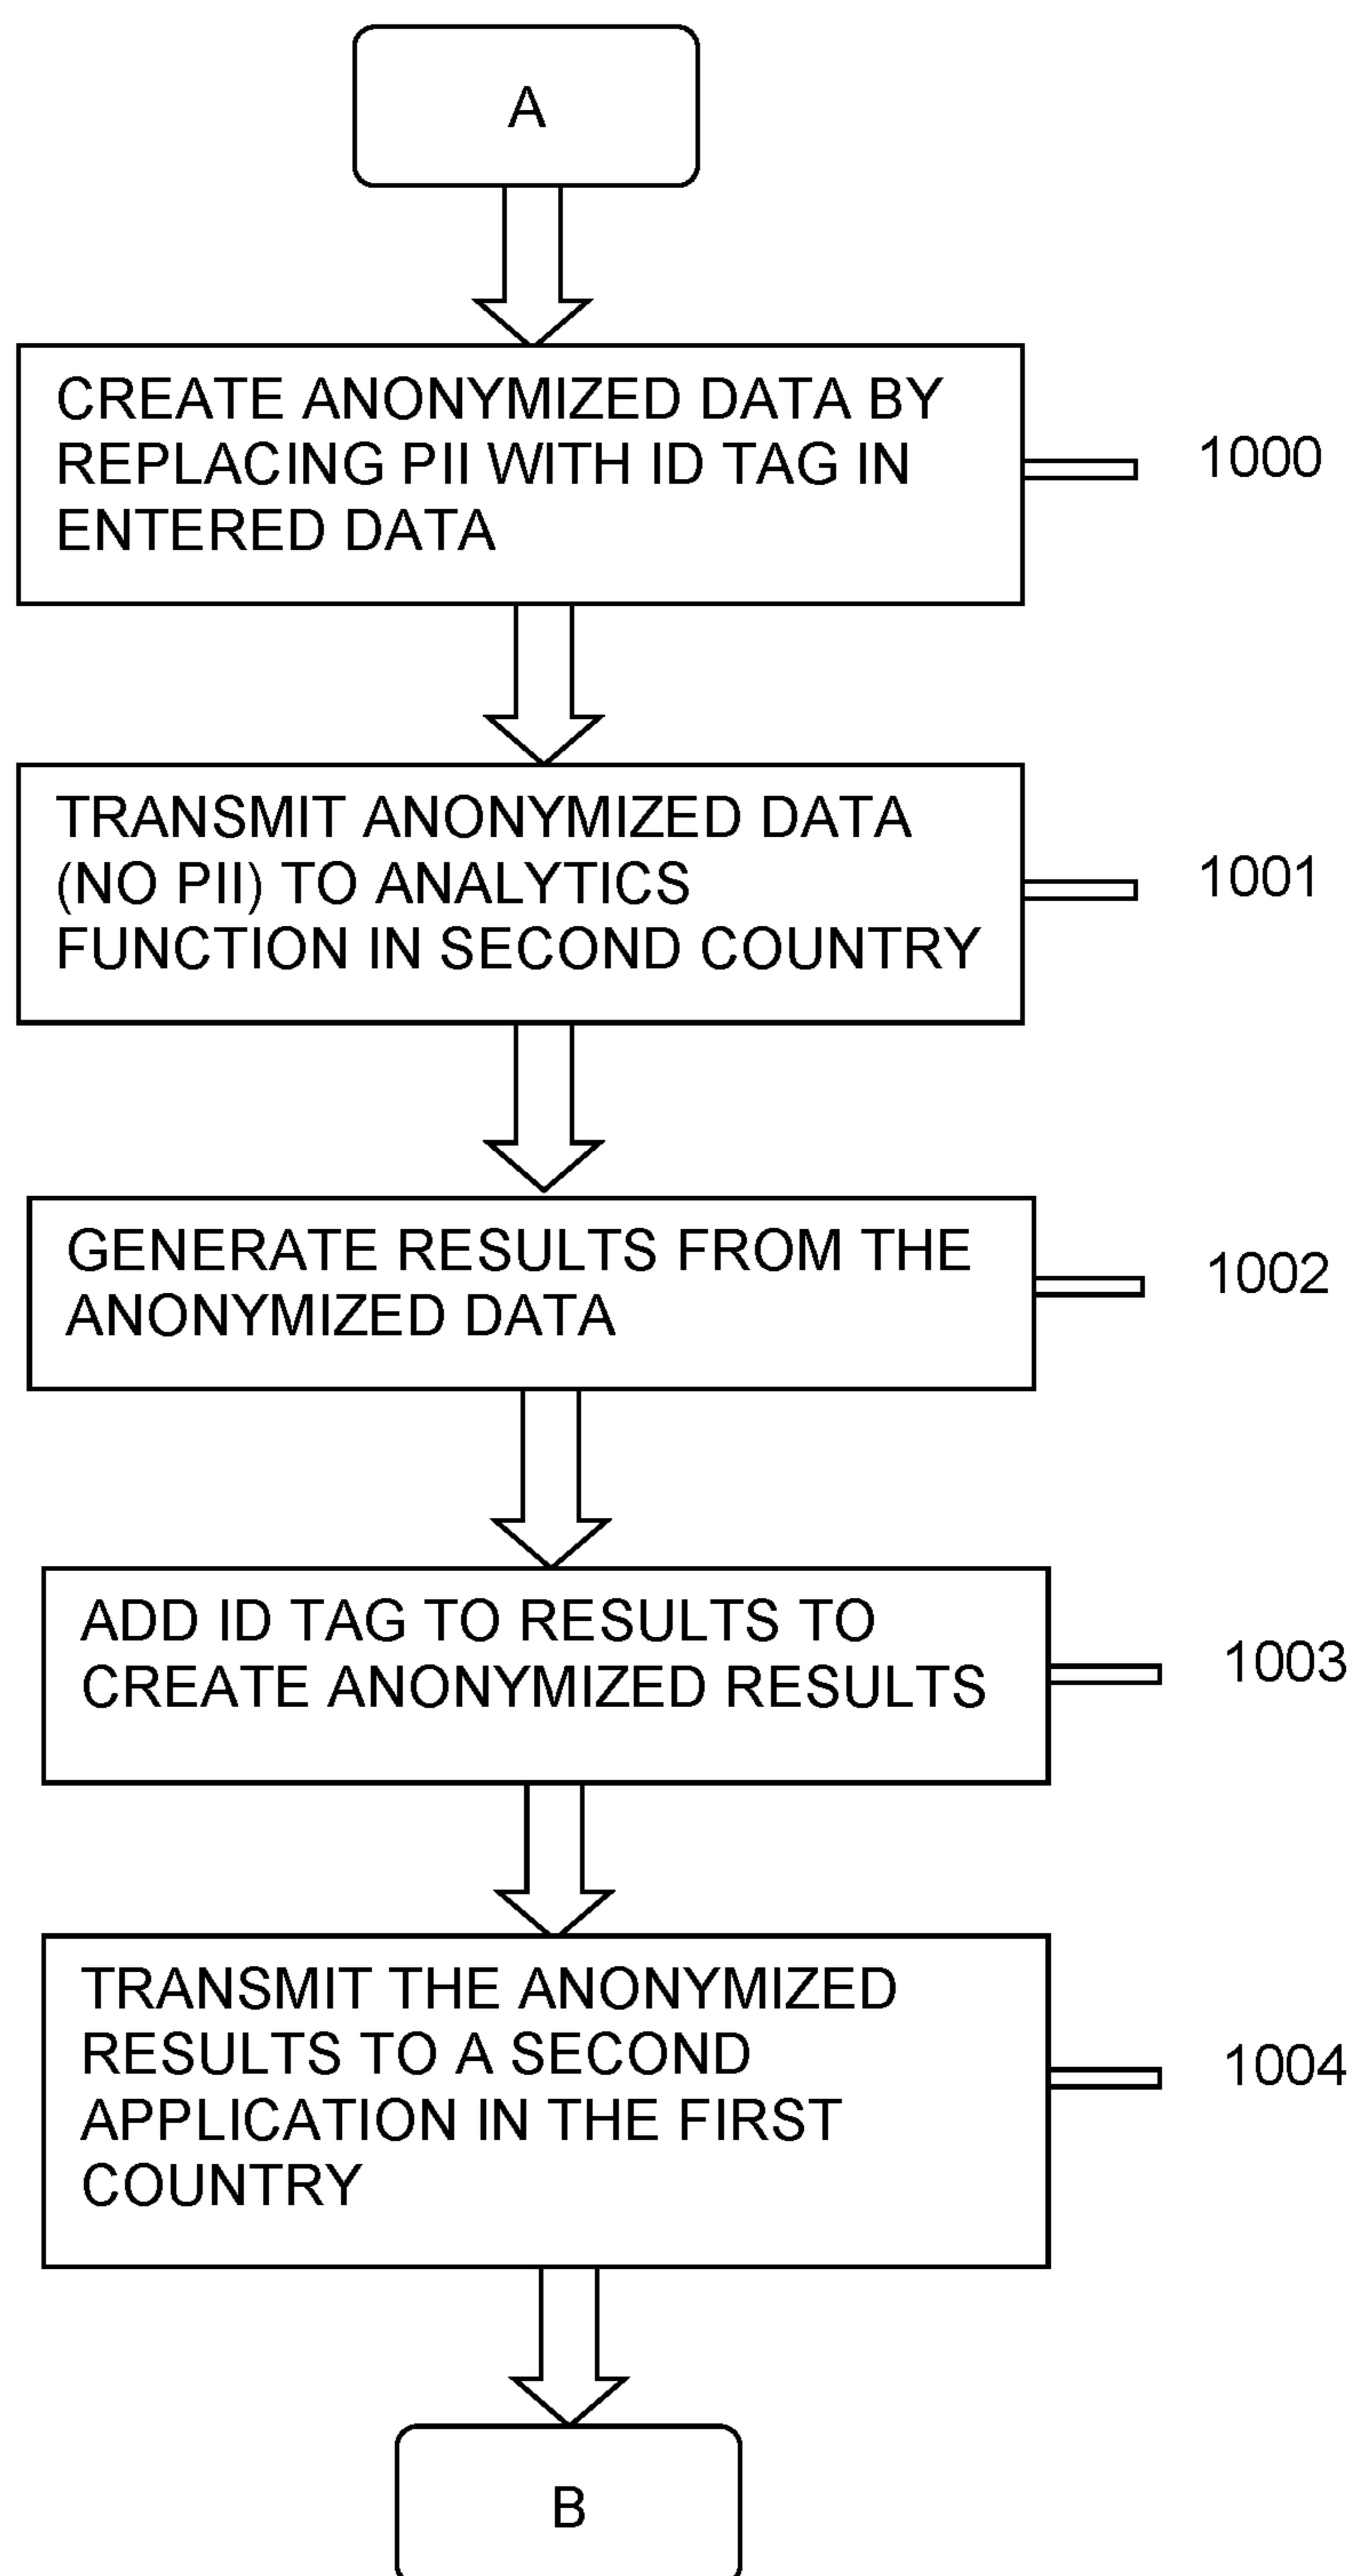 A
CREATE ANONYMIZED DATA BY
REPLACING PII WITH ID TAG IN
ENTERED DATA
1000
TRANSMIT ANONYMIZED DATA
(NO PII) TO ANALYTICS
FUNCTION IN SECOND COUNTRY
1001
GENERATE RESULTS FROM THE
ANONYMIZED DATA
1002
ADD ID TAG TO RESULTS TO
CREATE ANONYMIZED RESULTS
1003
TRANSMIT THE ANONYMIZED
RESULTS TO A SECOND
APPLICATION IN THE FIRST
COUNTRY
1004
B